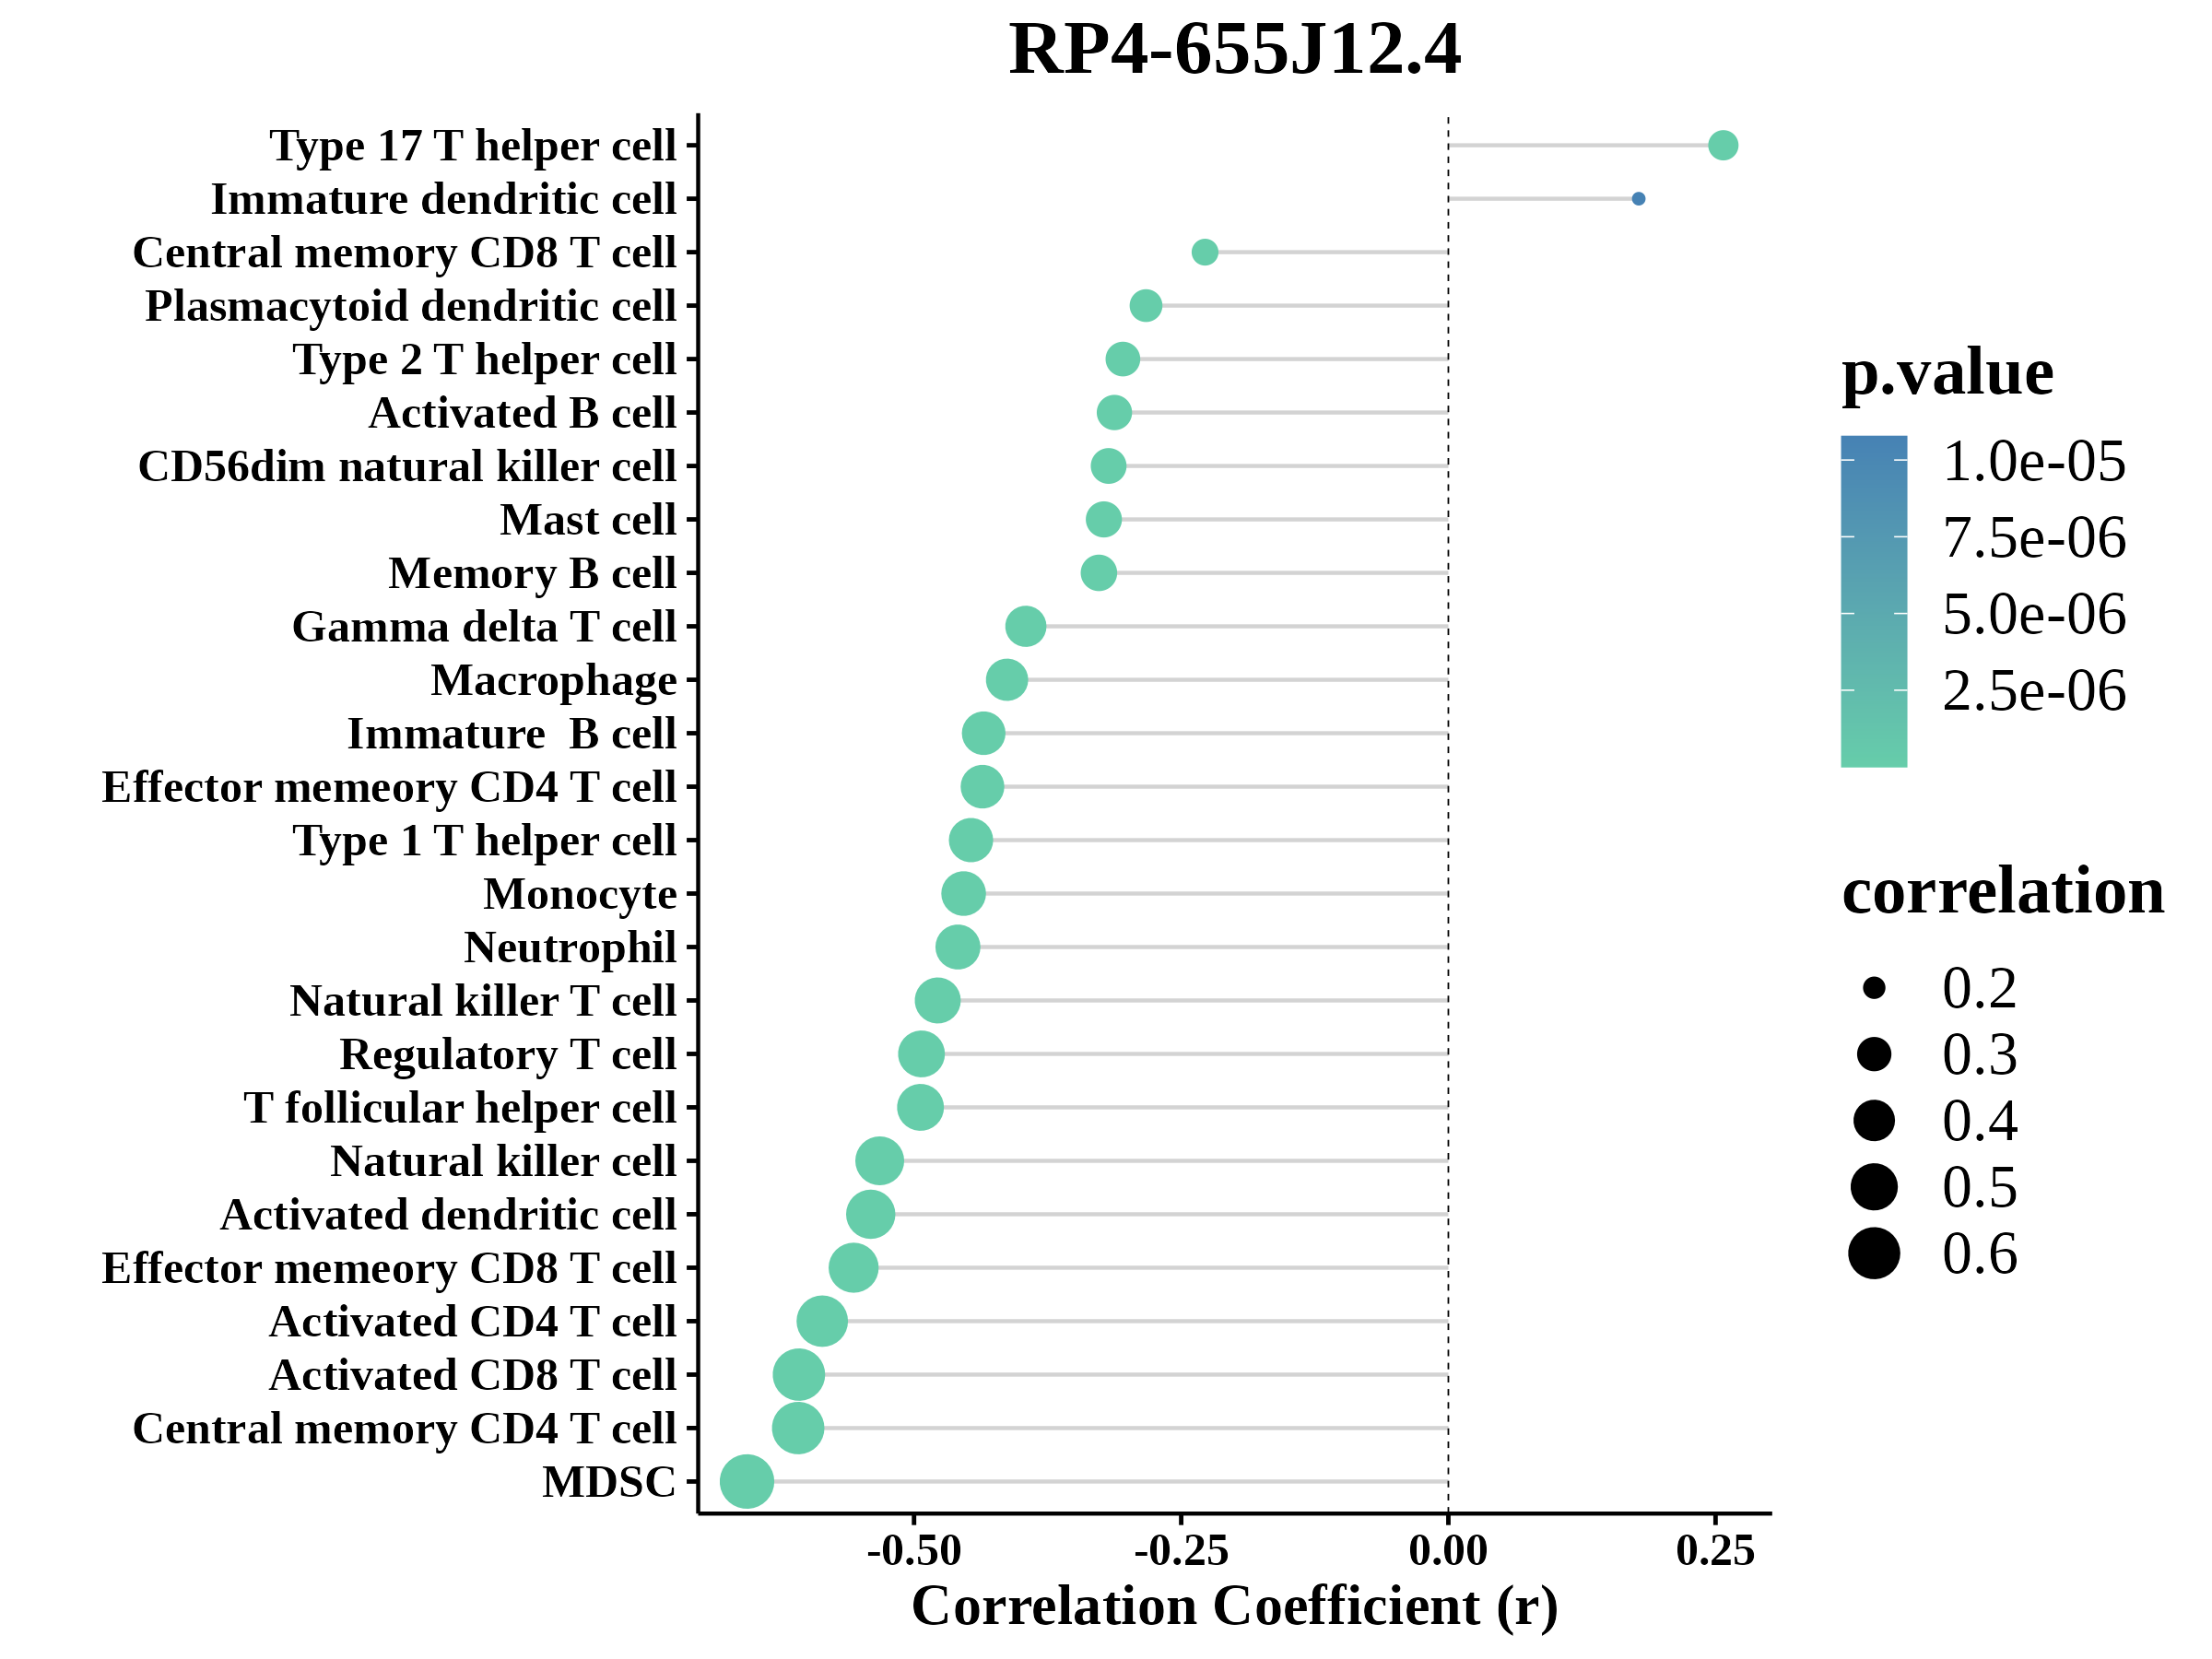 RP4-655J12.4
Type 17 T helper cell
Immature dendritic cell
Central memory CD8 T cell
Plasmacytoid dendritic cell
Type 2 T helper cell
Activated B cell
CD56dim natural killer cell
Mast cell
Memory B cell
Gamma delta T cell
Macrophage
Immature  B cell
Effector memeory CD4 T cell
Type 1 T helper cell
Monocyte
Neutrophil
Natural killer T cell
Regulatory T cell
T follicular helper cell
Natural killer cell
Activated dendritic cell
Effector memeory CD8 T cell
Activated CD4 T cell
Activated CD8 T cell
Central memory CD4 T cell
MDSC
-0.50 -0.25 0.00 0.25
Correlation Coefficient (r)
p.value
1.0e-05
7.5e-06
5.0e-06
2.5e-06
correlation
0.2
0.3
0.4
0.5
0.6